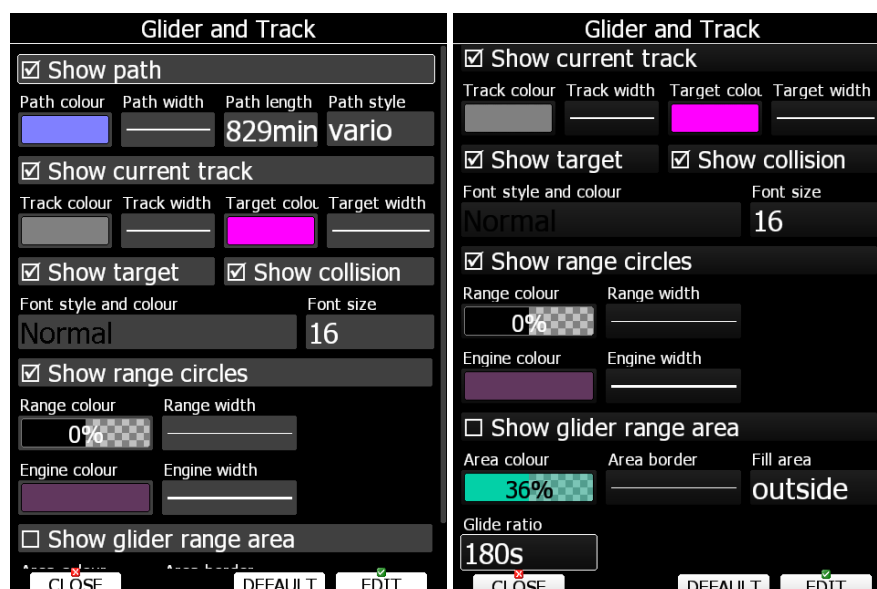 Glider and Track
Show path
Path colour Path width Path length Path style
829min vario
Show current track
Track colour Track width Target colou Target width
Show target Show collision
Font style and colour Font size
Normal 16
Show range circles
Range colour Range width
0%
Engine colour Engine width
Show glider range area
CLOSE DEFAULT EDIT
Glider and Track
Show current track
Track colour Track width Target colou Target width
Show target Show collision
Font style and colour Font size
Normal 16
Show range circles
Range colour Range width
0%
Engine colour Engine width
Show glider range area
Area colour Area border Fill area
36% outside
Glide ratio
180s
CLOSE DEFAULT EDIT